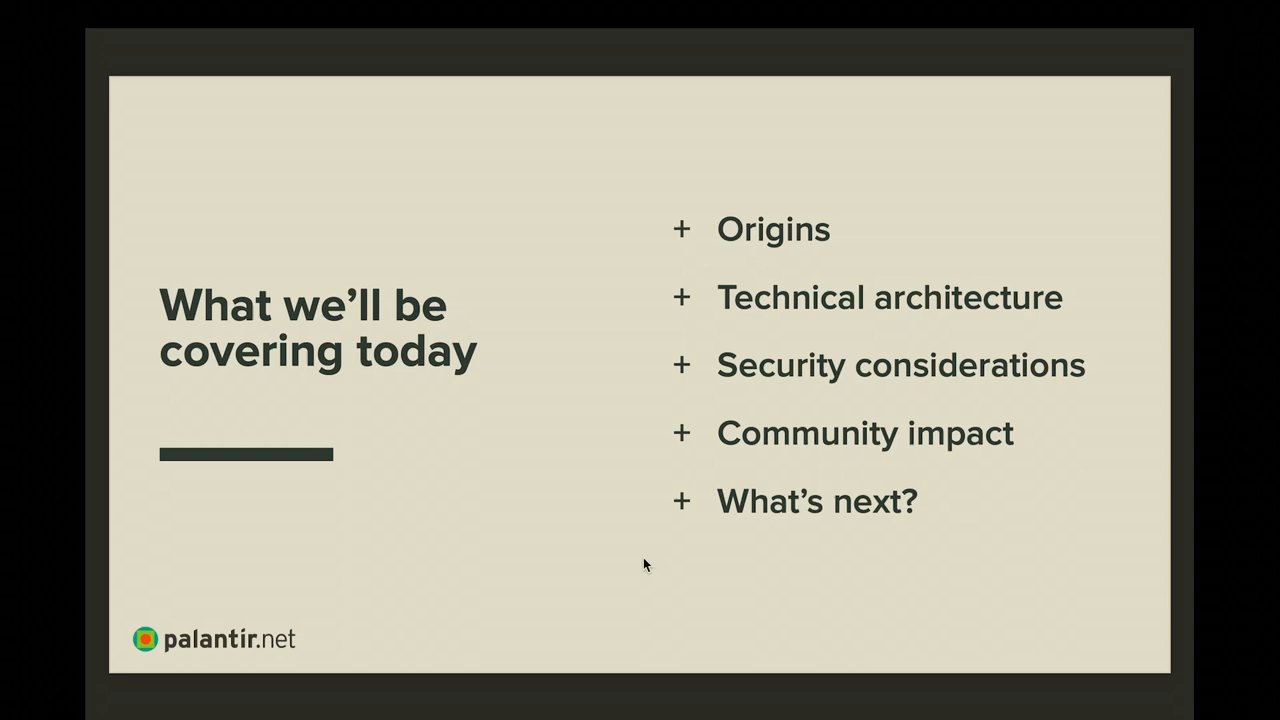 What we’ll be
covering today
+ Origins
+ Technical architecture
+ Security considerations
+ Community impact
+ What’s next?
palantir.net